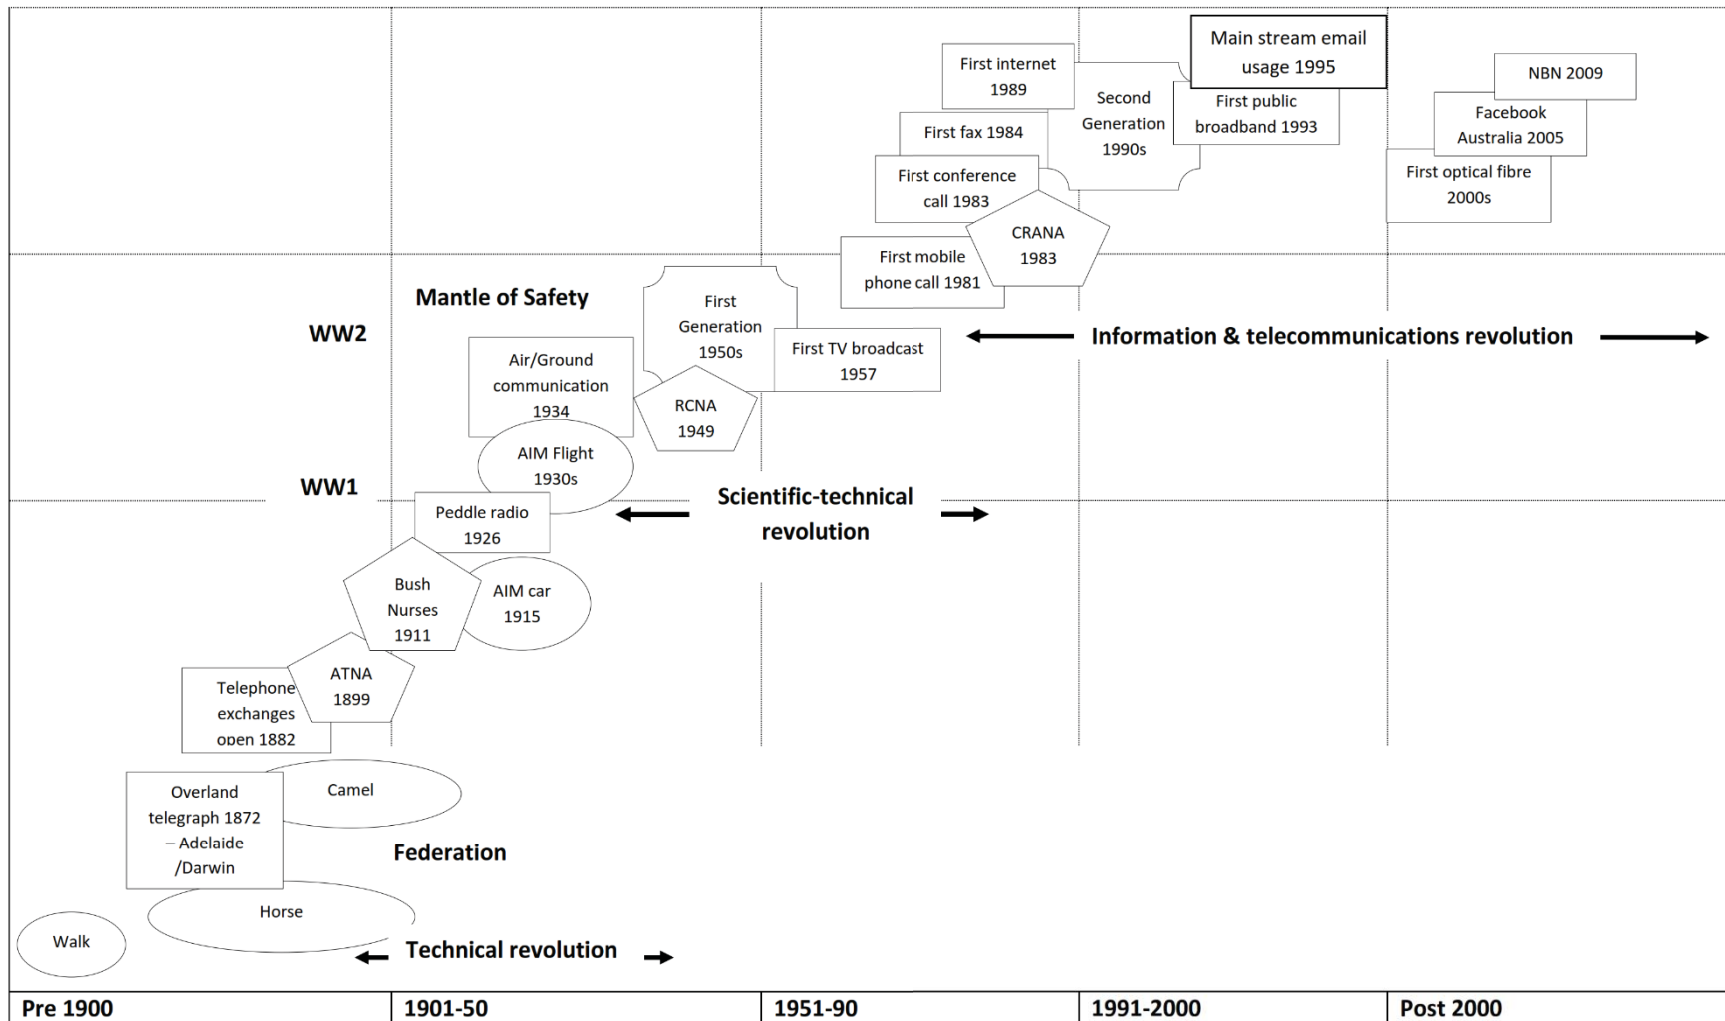 Main stream email
usage 1995
First internet
1989
NBN 2009
Second
Generation
1990s
First public
broadband 1993
Facebook
Australia 2005
First fax 1984
First conference
call 1983
First optical fibre
2000s
CRANA
1983
First mobile
phone call 1981
Mantle of Safety
First
Generation
1950s
WW2
Information & telecommunications revolution
First TV broadcast
1957
Air/Ground
communication
1934
RCNA
1949
AIM Flight
1930s
WW1
Scientific-technical
revolution
Peddle radio
1926
Bush
Nurses
1911
AIM car
1915
ATNA
1899
Telephone
exchanges
open 1882
Camel
Overland
telegraph 1872
– Adelaide
/Darwin
Federation
Horse
Walk
Technical revolution
Pre 1900
1901-50
1951-90
1991-2000
Post 2000